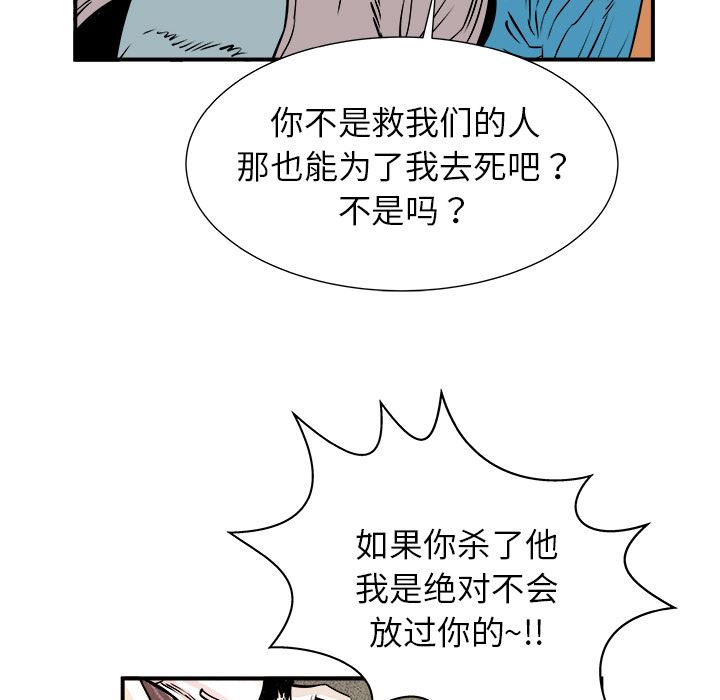 你不是救我们的人
那也能为了我去死吧？
不是吗？
如果你杀了他
我是绝对不会
放过你的~!!